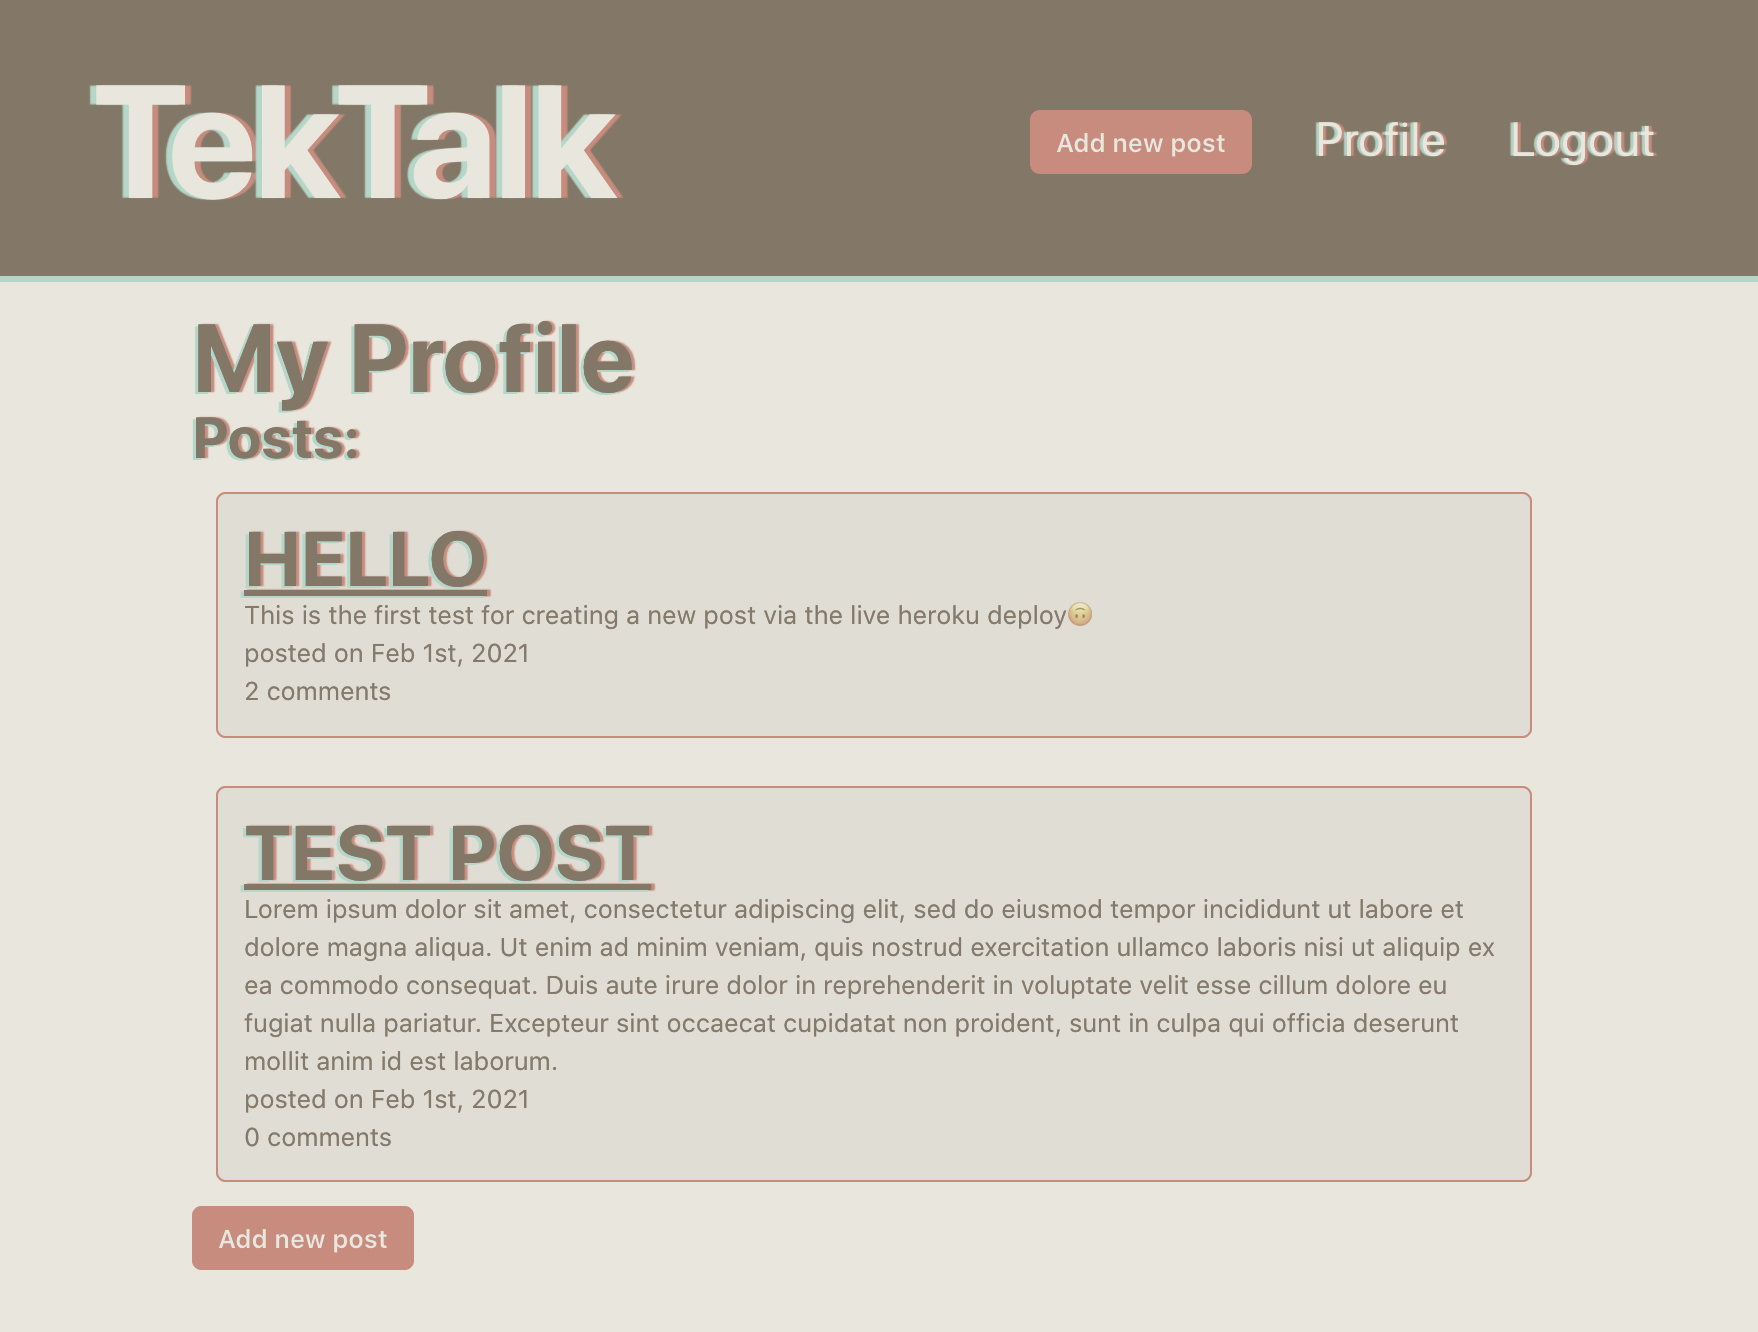 TekTalk
Add new post
Profile
Logout
My Profile
Posts:
HELLO
This is the first test for creating a new post via the live heroku deploy🙃
posted on Feb 1st, 2021
2 comments
TEST POST
Lorem ipsum dolor sit amet, consectetur adipiscing elit, sed do eiusmod tempor incididunt ut labore et
dolore magna aliqua. Ut enim ad minim veniam, quis nostrud exercitation ullamco laboris nisi ut aliquip ex
ea commodo consequat. Duis aute irure dolor in reprehenderit in voluptate velit esse cillum dolore eu
fugiat nulla pariatur. Excepteur sint occaecat cupidatat non proident, sunt in culpa qui officia deserunt
mollit anim id est laborum.
posted on Feb 1st, 2021
0 comments
Add new post